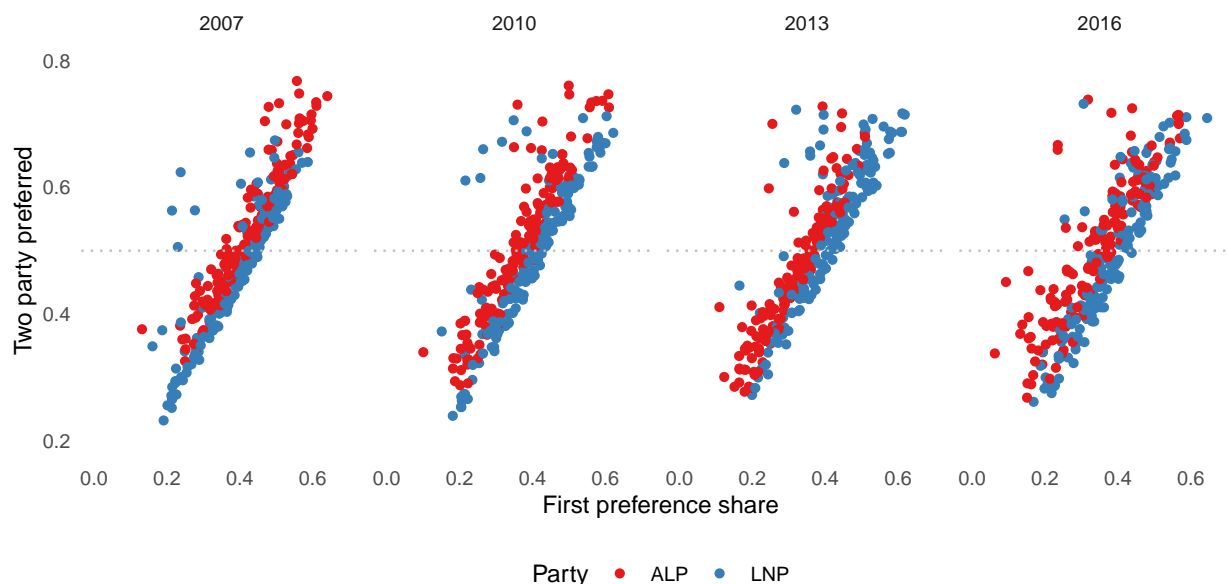 2007 2010 2013 2016
0.8
0.6
0.4
0.2
Two party preferred
0.0 0.2 0.4 0.6 0.0 0.2 0.4 0.6 0.0 0.2 0.4 0.6 0.0 0.2 0.4 0.6
First preference share
Party ALP LNP